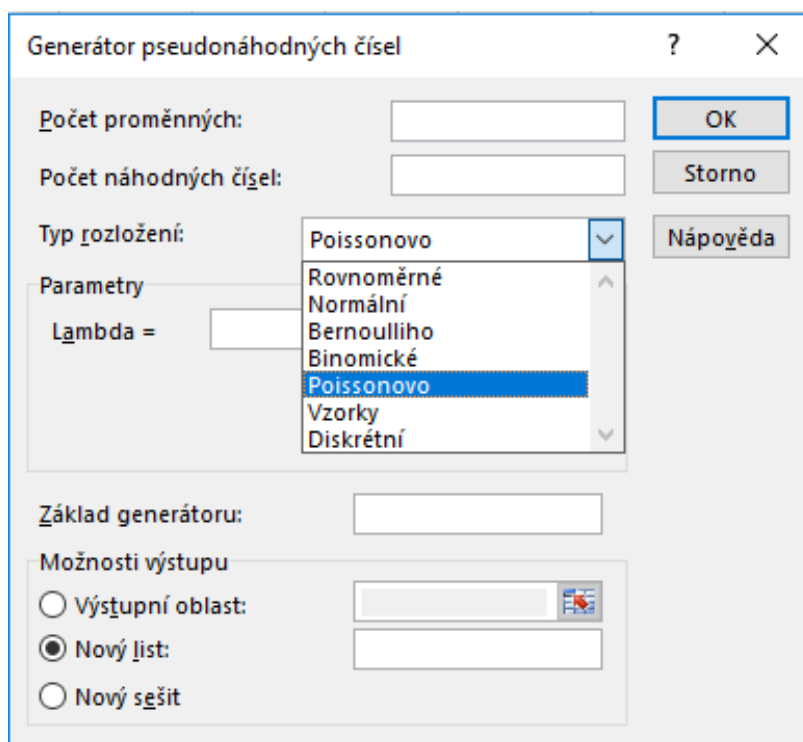 Generátor pseudonáhodných čísel ?
Počet proměnných:
OK
Počet náhodných čísel:
Storno
Typ rozložení:
Poissonovo
Nápověda
Parametry
Lambda =
Rovnoměrné
Normální
Bernoulliho
Binomické
Poissonovo
Vzorky
Diskrétní
Základ generátoru:
Možnosti výstupu
Výstupní oblast:
Nový list:
Nový sešit